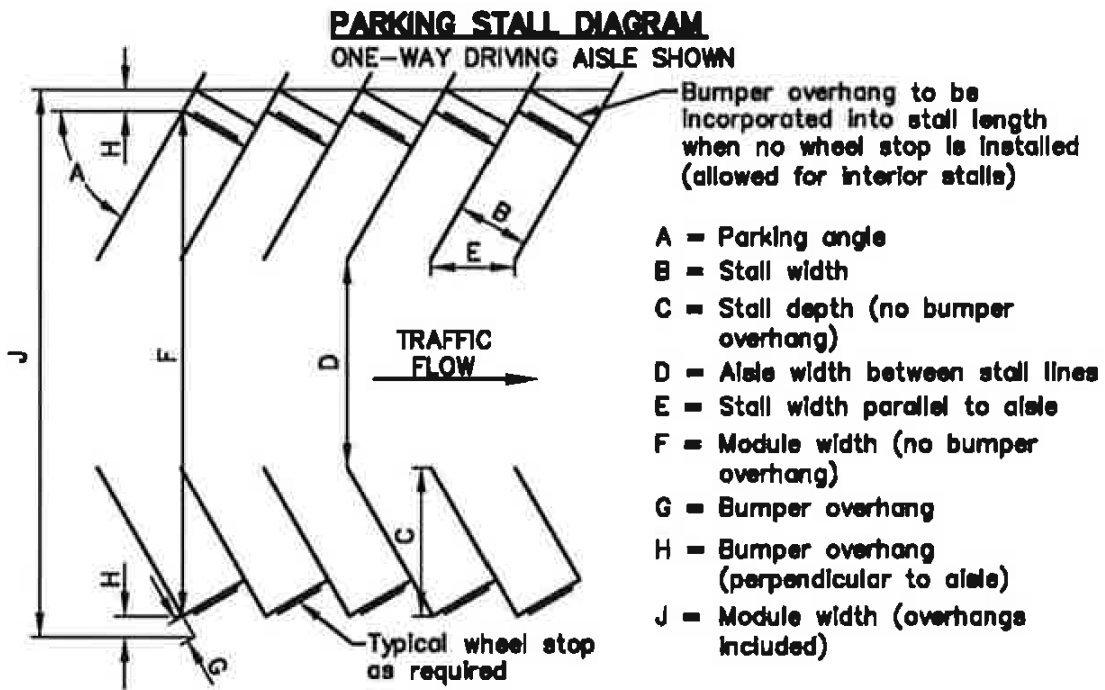 PARKING STALL DIAGRAM
ONE-WAY DRIVING AISLE SHOWN
Bumper overhang to be
incorporated into stall length
when no wheel stop is installed
(allowed for interior stalls)
H
A
B
E
J
F
D
TRAFFIC
FLOW
C
H
G
Typical wheel stop
as required
A = Parking angle
B = Stall width
C = Stall depth (no bumper
overhang)
D = Aisle width between stall lines
E = Stall width parallel to aisle
F = Module width (no bumper
overhang)
G = Bumper overhang
H = Bumper overhang
(perpendicular to aisle)
J = Module width (overhangs
included)